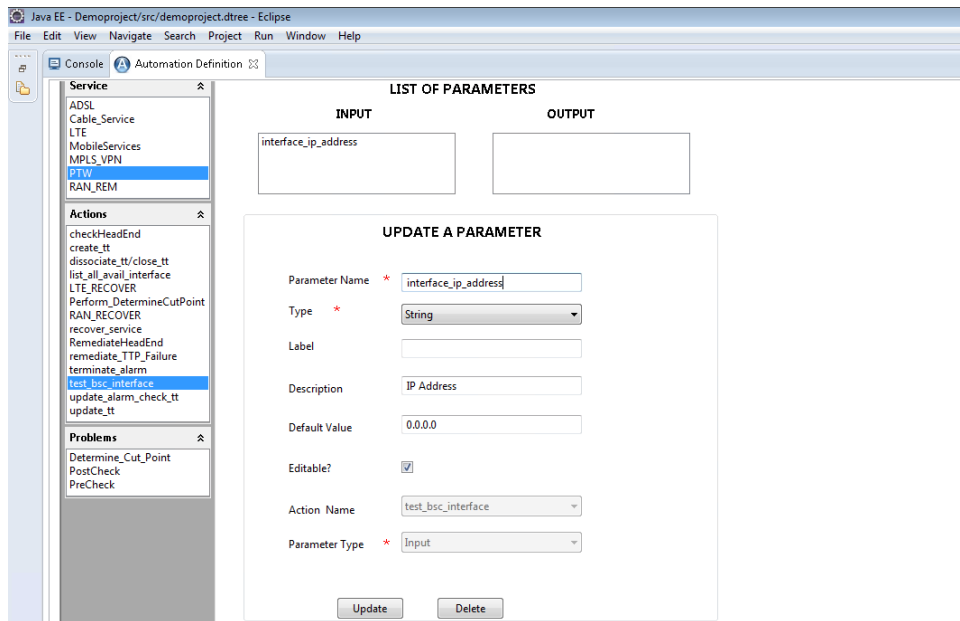 Java EE - Demoproject/src/demoproject.dtree - Eclipse
File Edit View Navigate Search Project Run Window Help
Console Automation Definition
Service
ADSL
Cable_Service
LTE
MobileServices
MPLS_VPN
PTW
RAN_REM
Actions
checkHeadEnd
create_tt
dissociate_tt/close_tt
list_all_avail_interface
LTE_RECOVER
Perform_DetermineCutPoint
RAN_RECOVER
recover_service
RemediateHeadEnd
remediate_TTP_Failure
terminate_alarm
test_bsc_interface
update_alarm_check_tt
update_tt
Problems
Determine_Cut_Point
PostCheck
PreCheck
LIST OF PARAMETERS
INPUT OUTPUT
interface_ip_address
UPDATE A PARAMETER
Parameter Name * interface_ip_address
Type * String
Label
Description IP Address
Default Value 0.0.0.0
Editable?
Action Name test_bsc_interface
Parameter Type * Input
Update Delete